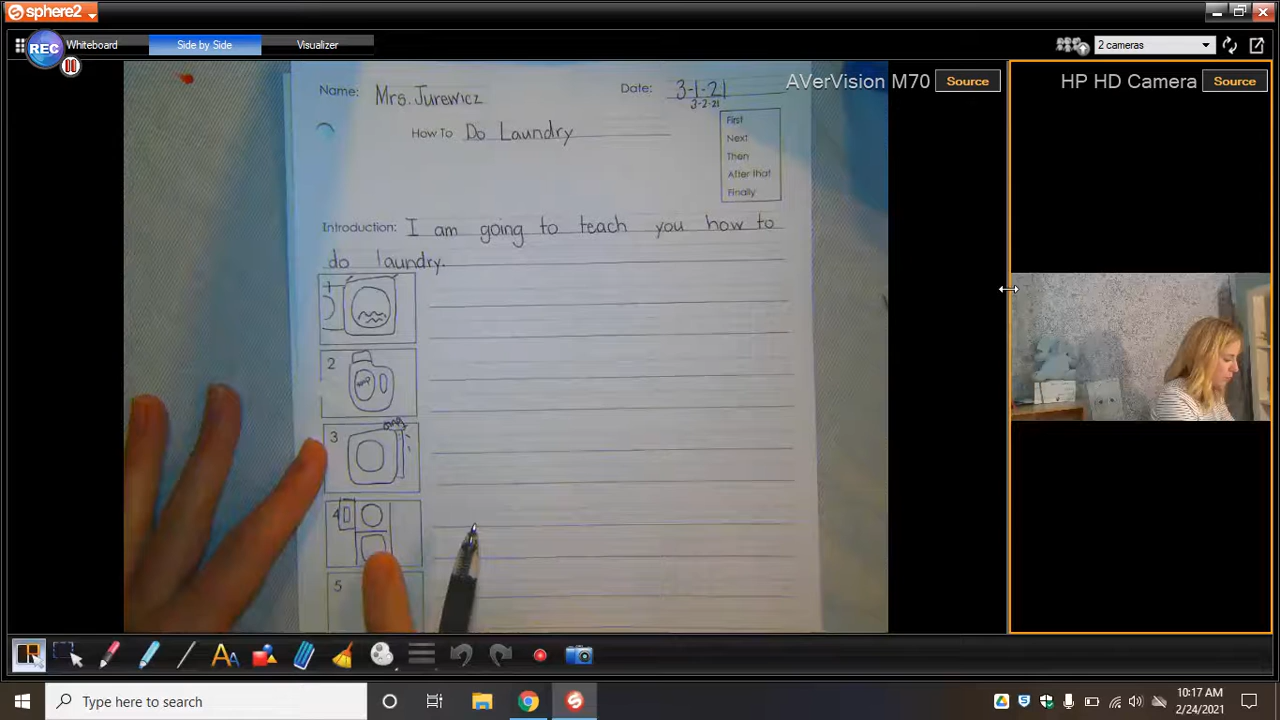 sphere2
REC
Whiteboard
Side by Side
Visualizer
2 cameras
AVerVision M70
Source
HP HD Camera
Source
Name: Mrs. Jurewicz
Date: 3-1-21
3-2-21
How To Do Laundry
First
Next
Then
After that
Finally
Introduction: I am going to teach you how to
do laundry.
1
2
3
4
5
Type here to search
10:17 AM
2/24/2021